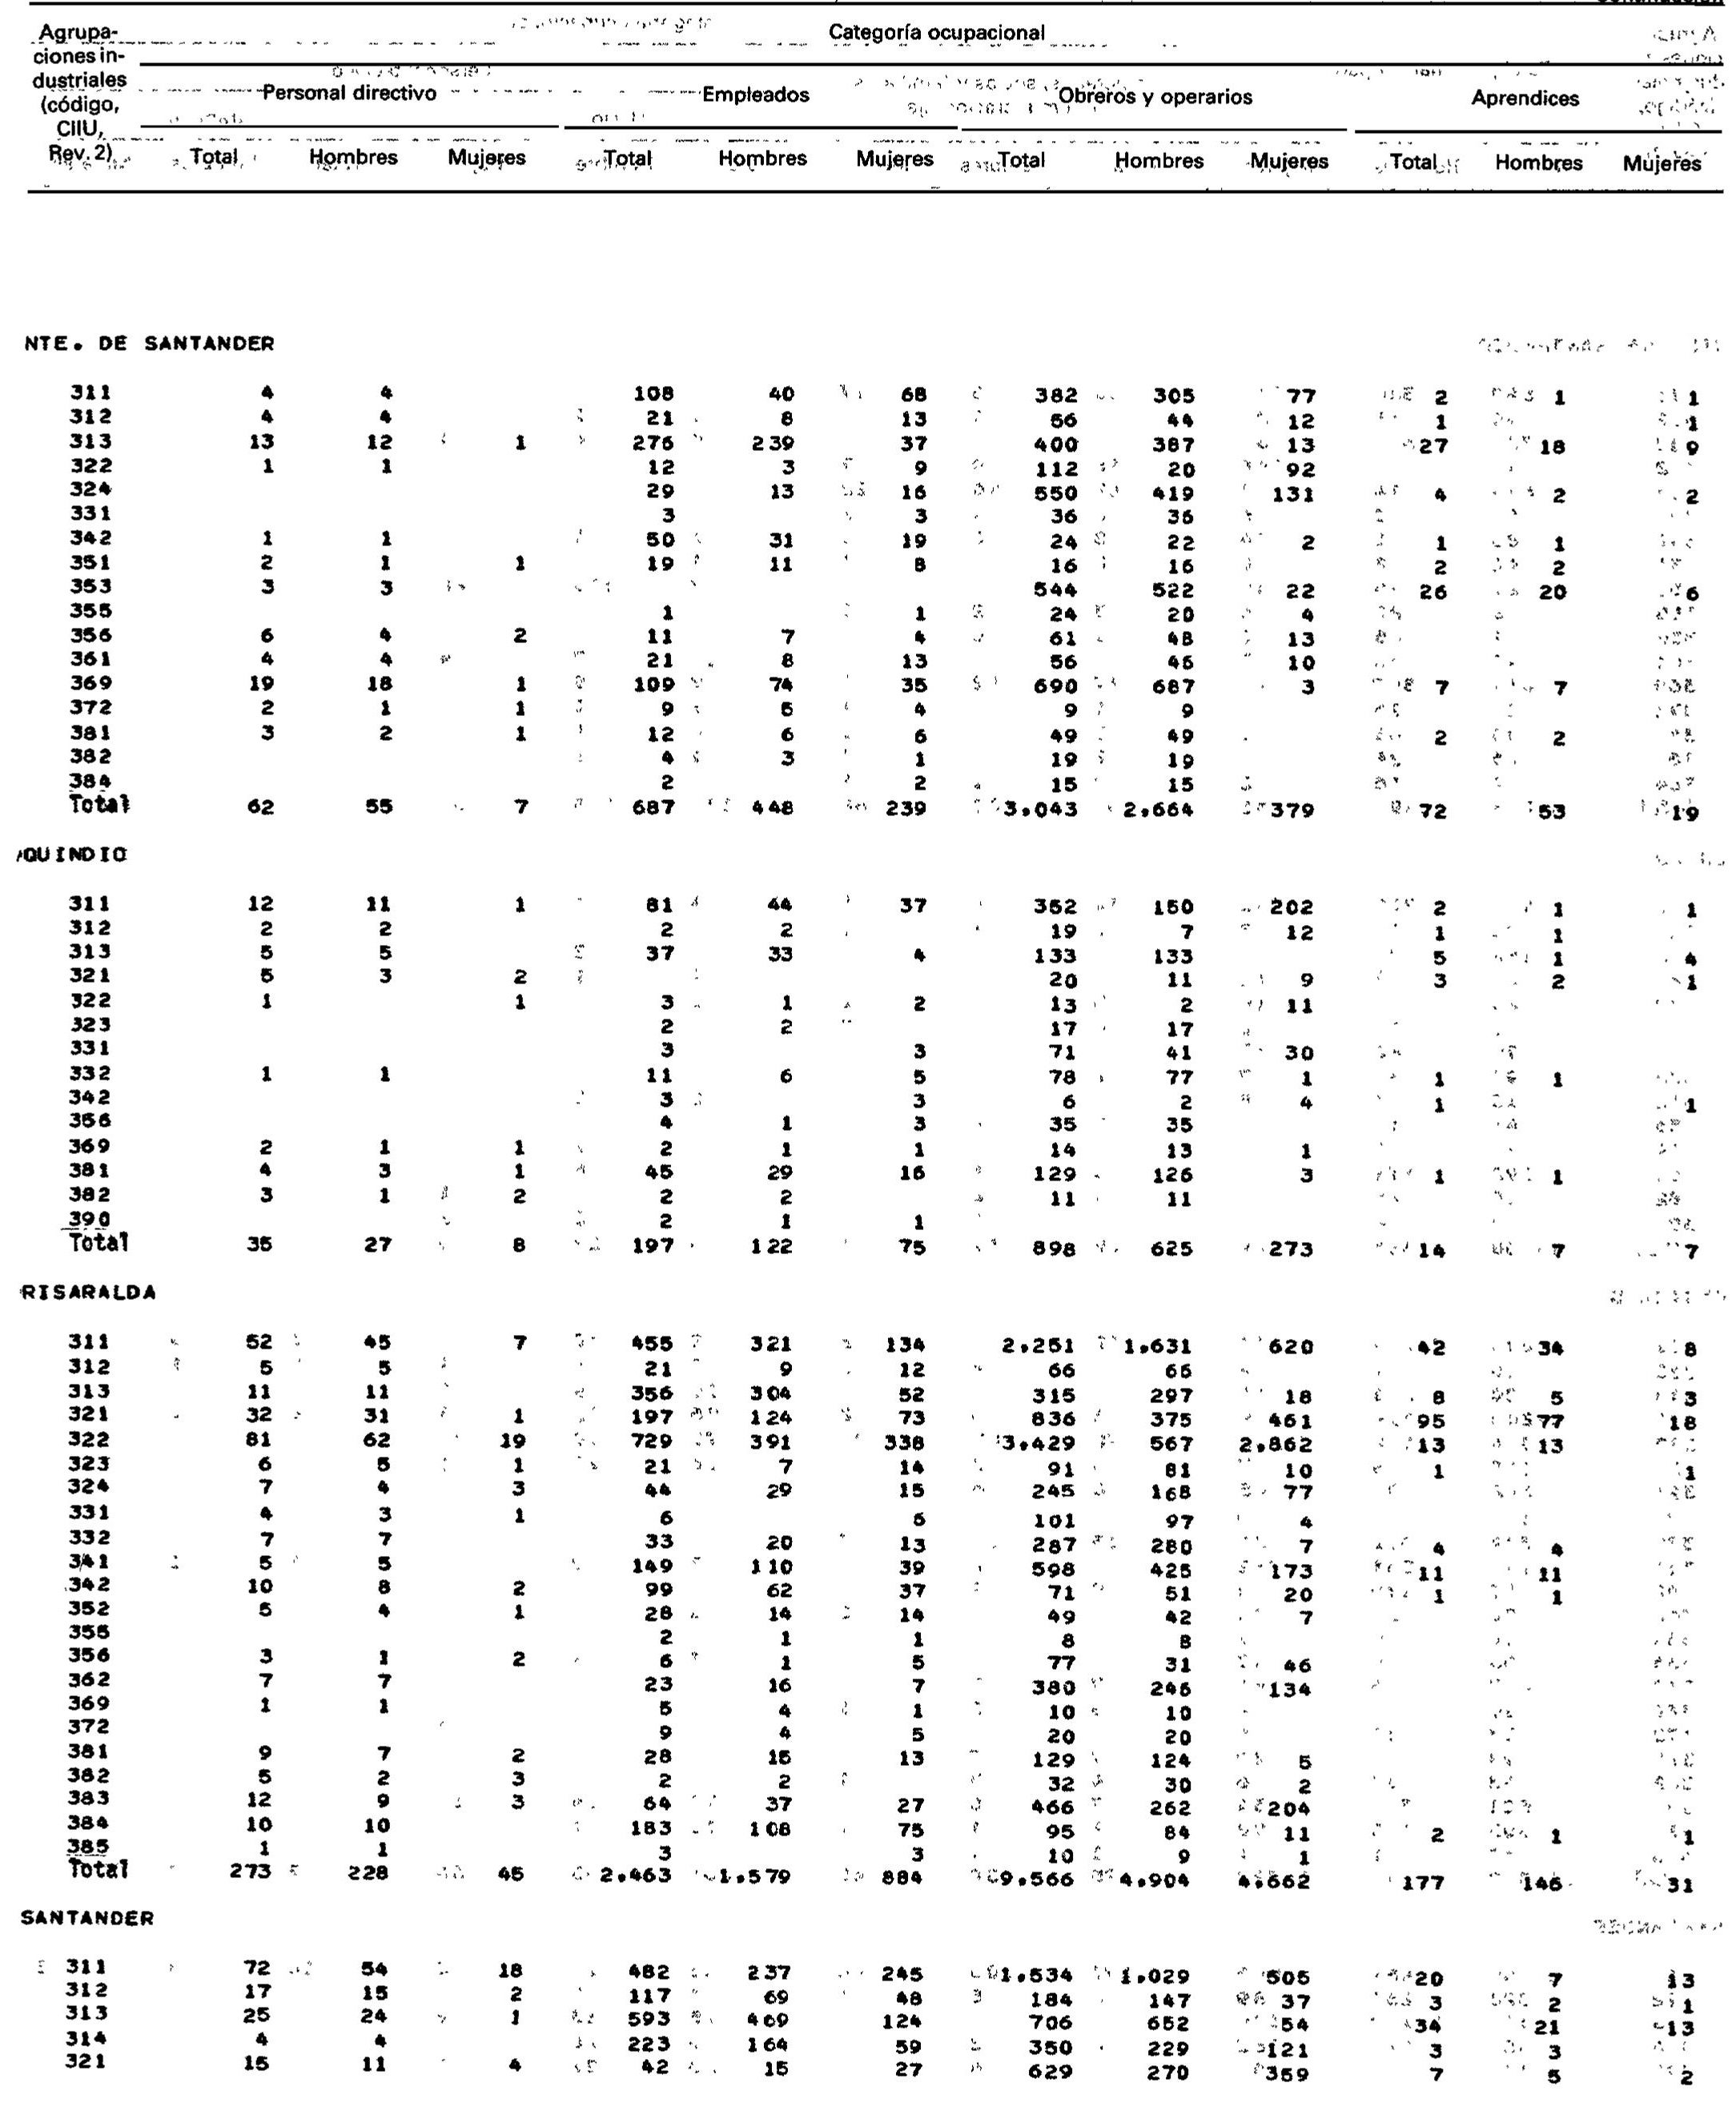 Agrupa-
ciones in-
dustriales
(código,
CIIU,
Rev. 2)
Categoría ocupacional
Personal directivo Empleados Obreros y operarios Aprendices
Total Hombres Mujeres Total Hombres Mujeres Total Hombres Mujeres Total Hombres Mujeres
NTE. DE SANTANDER
311 4 4 108 40 68 382 305 77 2 1 1
312 4 4 21 8 13 56 44 12 1 1
313 13 12 1 276 239 37 400 387 13 27 18 9
322 1 1 12 3 9 112 20 92
324 29 13 16 550 419 131 4 2 2
331 3 3 36 36
342 1 1 50 31 19 24 22 2 1 1
351 2 1 1 19 11 8 16 16 2 2
353 3 3 544 522 22 26 20 6
355 1 1 24 20 4
356 6 4 2 11 7 4 61 48 13
361 4 4 21 8 13 56 46 10
369 19 18 1 109 74 35 690 687 3 7 7
372 2 1 1 9 5 4 9 9
381 3 2 1 12 6 6 49 49 2 2
382 4 3 1 19 19
384 2 2 15 15
Total 62 55 7 687 448 239 3,043 2,664 379 72 53 19
QUINDIO
311 12 11 1 81 44 37 352 150 202 2 1 1
312 2 2 2 2 19 7 12 1 1
313 5 5 37 33 4 133 133 5 1 4
321 5 3 2 20 11 9 3 2 1
322 1 1 3 1 2 13 2 11
323 2 2 17 17
331 3 3 71 41 30
332 1 1 11 6 5 78 77 1 1 1
342 3 3 6 2 4 1 1
356 4 1 3 35 35
369 2 1 1 2 1 1 14 13 1
381 4 3 1 45 29 16 129 126 3 1 1
382 3 1 2 2 2 11 11
390 2 1 1
Total 35 27 8 197 122 75 898 625 273 14 7 7
RISARALDA
311 52 45 7 455 321 134 2,251 1,631 620 42 34 8
312 5 5 21 9 12 66 66
313 11 11 356 304 52 315 297 18 8 5 3
321 32 31 1 197 124 73 836 375 461 95 77 18
322 81 62 19 729 391 338 3,429 567 2,862 13 13
323 6 5 1 21 7 14 91 81 10 1 1
324 7 4 3 44 29 15 245 168 77
331 4 3 1 6 6 101 97 4
332 7 7 33 20 13 287 280 7 4 4
341 5 5 149 110 39 598 425 173 11 11
342 10 8 2 99 62 37 71 51 20 1 1
352 5 4 1 28 14 14 49 42 7
355 2 1 1 8 8
356 3 1 2 6 1 5 77 31 46
362 7 7 23 16 7 380 246 134
369 1 1 5 4 1 10 10
372 9 4 5 20 20
381 9 7 2 28 15 13 129 124 5
382 5 2 3 2 2 32 30 2
383 12 9 3 64 37 27 466 262 204
384 10 10 183 108 75 95 84 11 2 1 1
385 1 1 3 3 10 9 1
Total 273 228 45 2,463 1,579 884 9,566 4,904 4,662 177 146 31
SANTANDER
311 72 54 18 482 237 245 1,534 1,029 505 20 7 13
312 17 15 2 117 69 48 184 147 37 3 2 1
313 25 24 1 593 469 124 706 652 54 34 21 13
314 4 4 223 164 59 350 229 121 3 3
321 15 11 4 42 15 27 629 270 359 7 5 2